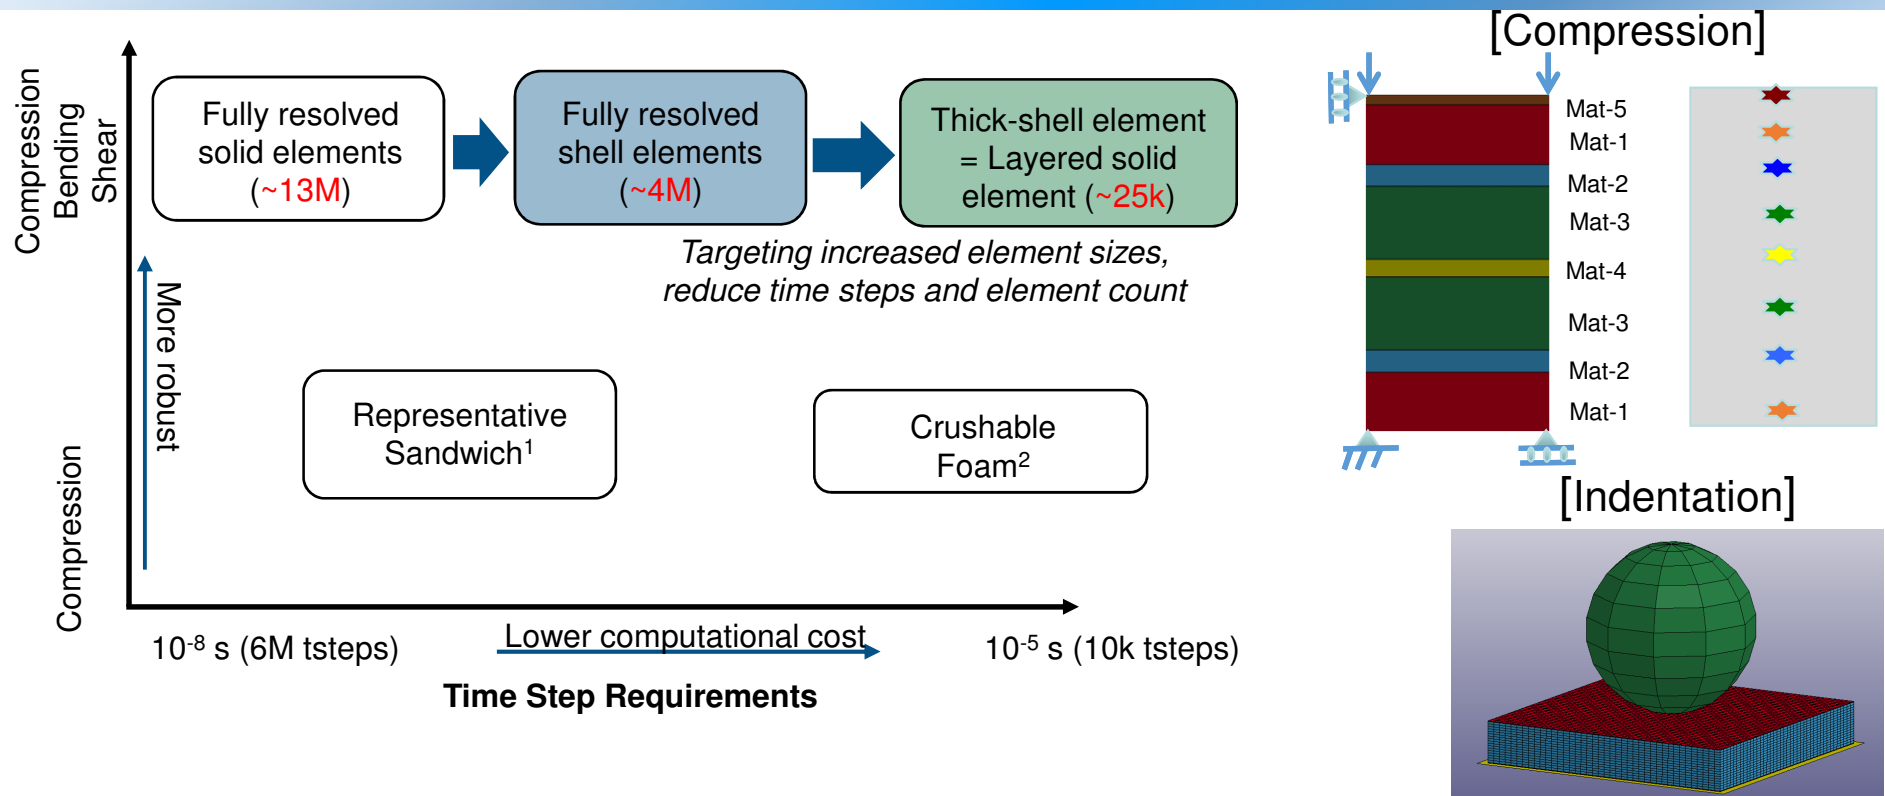 Compression
Bending
Shear
Fully resolved
solid elements
(~13M)
Fully resolved
shell elements
(~4M)
Thick-shell element
= Layered solid
element (~25k)
Targeting increased element sizes,
reduce time steps and element count
More robust
Representative
Sandwich¹
Crushable
Foam²
Compression
10⁻⁸ s (6M tsteps)
Lower computational cost
10⁻⁵ s (10k tsteps)
Time Step Requirements
[Compression]
Mat-5
Mat-1
Mat-2
Mat-3
Mat-4
Mat-3
Mat-2
Mat-1
[Indentation]